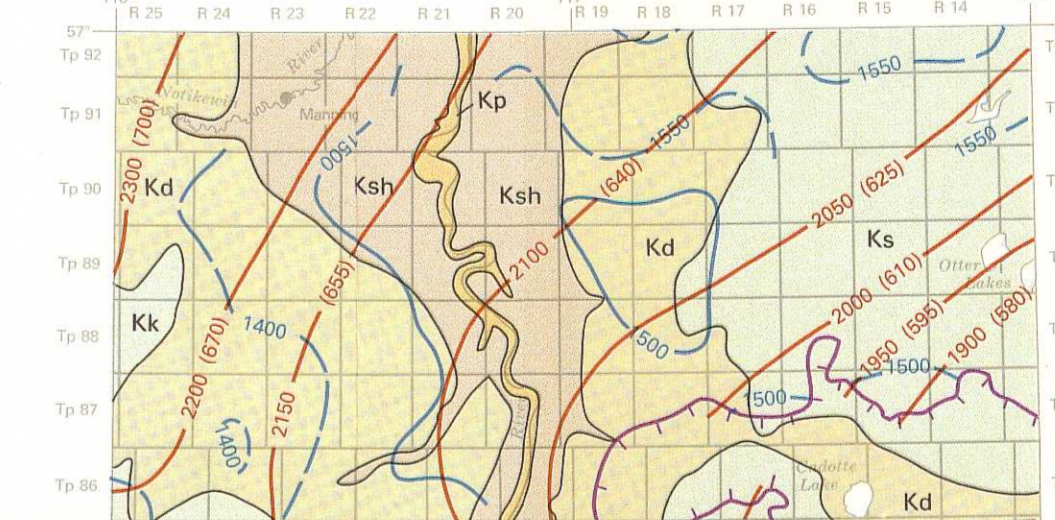 R 25 R 24 R 23 R 22 R 21 R 20 R 19 R 18 R 17 R 16 R 15 R 14
57°
Tp 92
River
1550
Notikewin
Kp
Tp 91
Manning
2300 (700)
1500
1550
1550
Tp 90
Kd
Ksh
Ksh
(640)
2050 (625)
Ks
Tp 89
Kd
2100
Otter
Lakes
(655)
2000 (610)
Kk
1400
Tp 88
2200 (670)
500
1950 (595)
1900 (580)
1500
1500
Tp 87
2150
River
1400
Tp 86
Cadotte
Lake
Kd